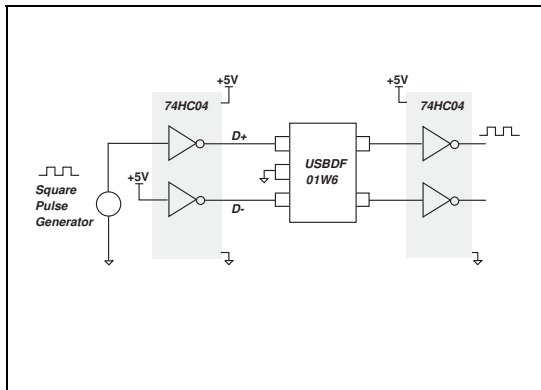 +5V
+5V
74HC04
74HC04
D+
USBDF
01W6
+5V
Square
Pulse
Generator
D-